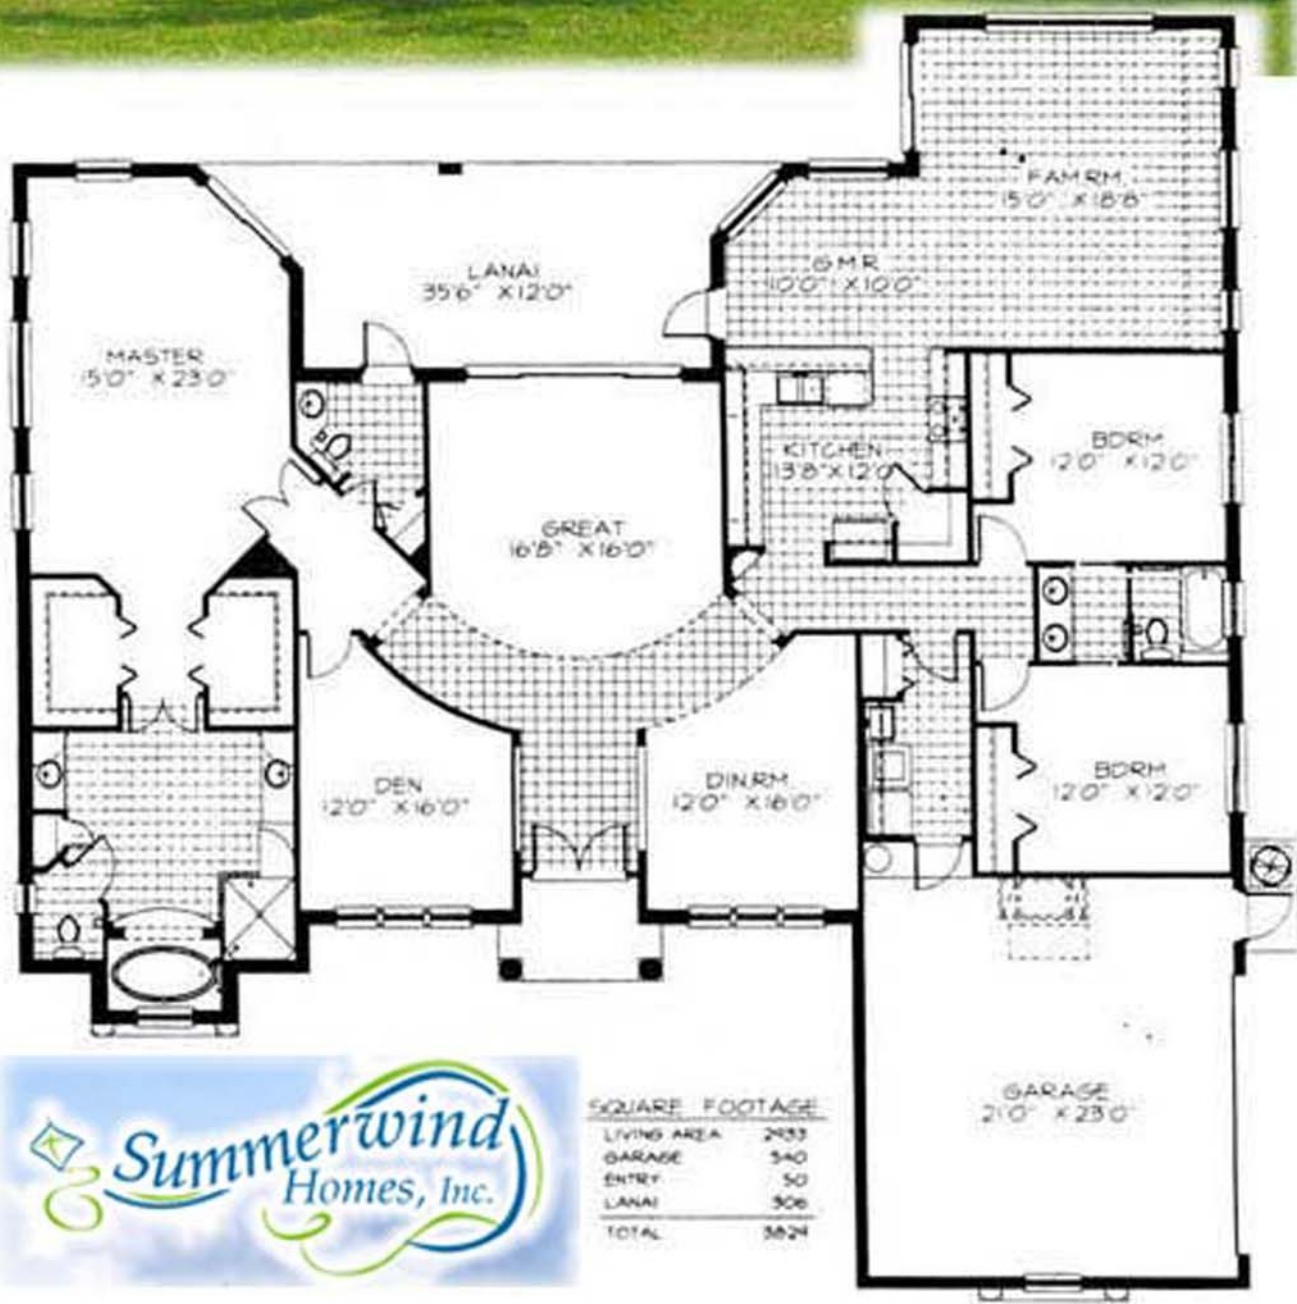 FAM.RM.
15'0" X 18'8"
G.M.R.
10'0" X 10'0"
LANAI
35'6" X 12'0"
MASTER
15'0" X 23'0"
BDRM
12'0" X 12'0"
KITCHEN
13'8" X 12'0"
GREAT
16'8" X 16'0"
DEN
12'0" X 16'0"
DIN.RM.
12'0" X 16'0"
BDRM
12'0" X 12'0"
GARAGE
21'0" X 23'0"
Summerwind
Homes, Inc.
SQUARE FOOTAGE
LIVING AREA 2933
GARAGE 540
ENTRY 50
LANAI 306
TOTAL 3824